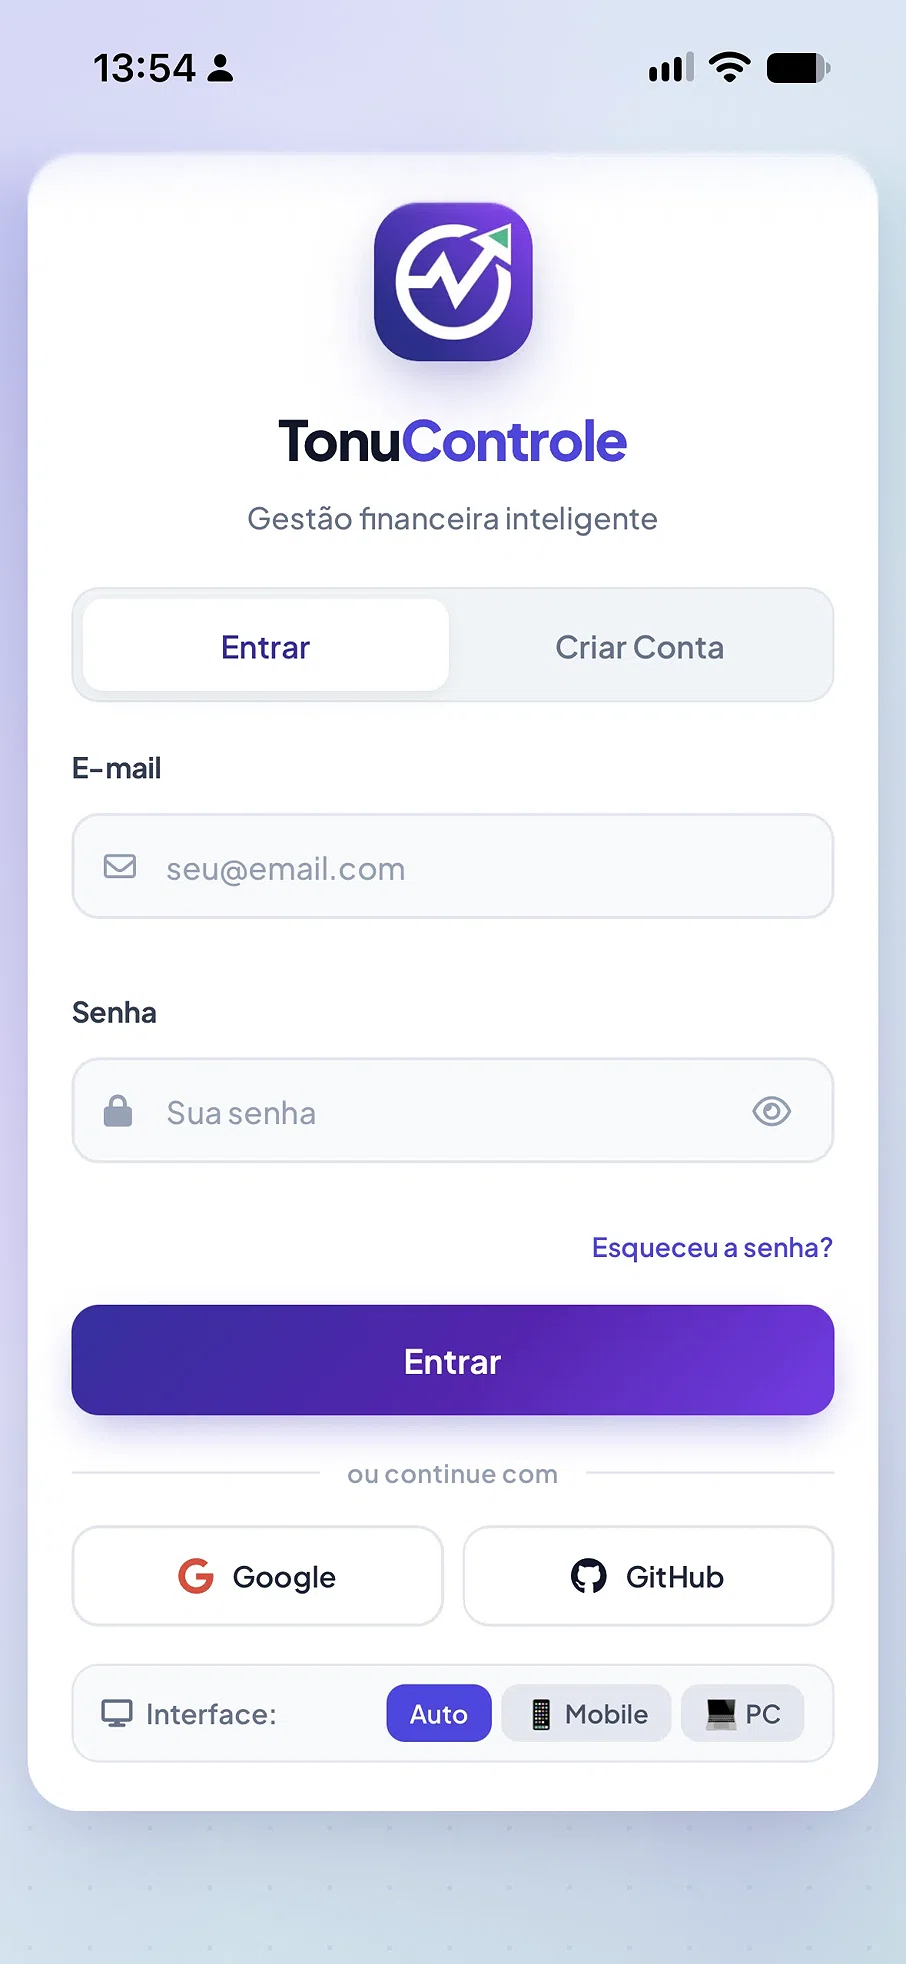 13:54
TonuControle
Gestão financeira inteligente
Entrar
Criar Conta
E-mail
seu@email.com
Senha
Sua senha
Esqueceu a senha?
Entrar
ou continue com
Google
GitHub
Interface:
Auto
Mobile
PC